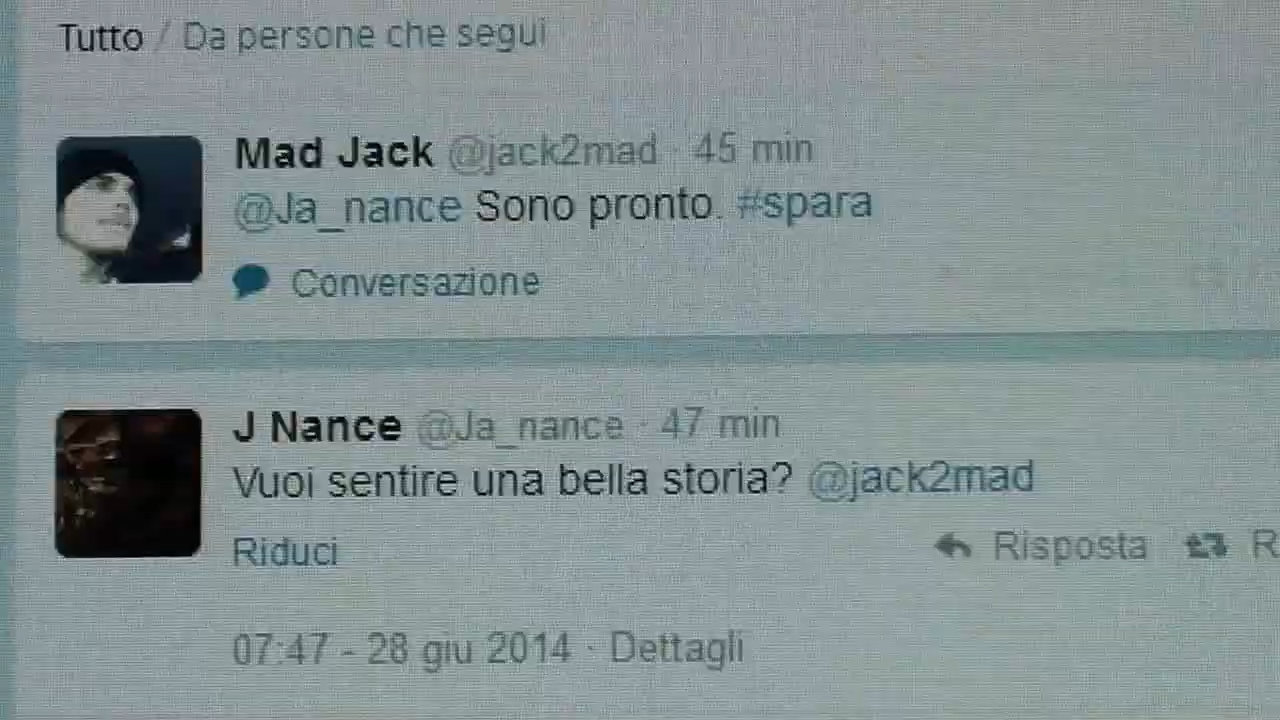 Tutto / Da persone che segui
Mad Jack @jack2mad · 45 min
@Ja_nance Sono pronto. #spara
Conversazione
J Nance @Ja_nance · 47 min
Vuoi sentire una bella storia? @jack2mad
Riduci
Risposta R
07:47 - 28 giu 2014 · Dettagli